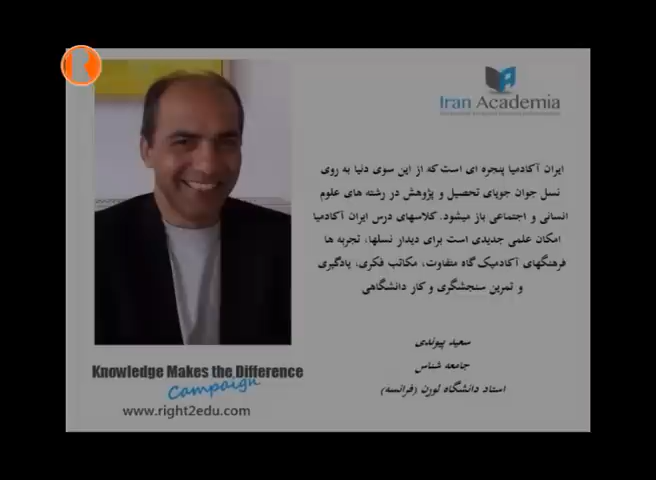 Iran Academia
ایران آکادمیا پنجره ای است که از این سوی دنیا به روی
نسل جوان جویای تحصیل و پژوهش در رشته های علوم
انسانی و اجتماعی باز میشود. کلاسهای درس ایران آکادمیا
امکان علمی جدیدی است برای دیدار نسلها، تجربه ها
فرهنگهای آکادمیک گاه متفاوت، مکاتب فکری، یادگیری
و تمرین سنجشگری و کار دانشگاهی
سعید پیوندی
جامعه شناس
استاد دانشگاه لورن (فرانسه)
Knowledge Makes the Difference
Campaign
www.right2edu.com